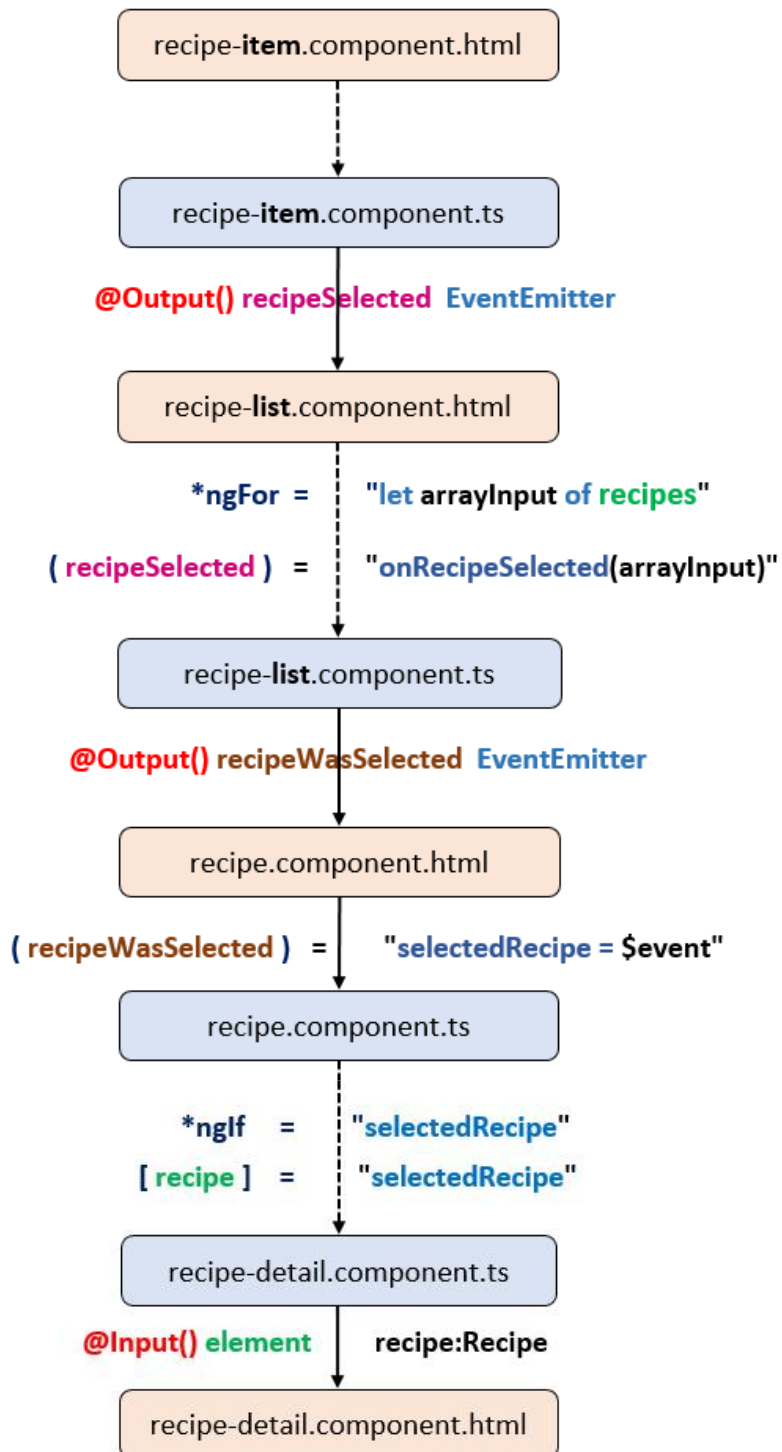 recipe-item.component.html
recipe-item.component.ts
@Output() recipeSelected EventEmitter
recipe-list.component.html
*ngFor = "let arrayInput of recipes"
( recipeSelected ) = "onRecipeSelected(arrayInput)"
recipe-list.component.ts
@Output() recipeWasSelected EventEmitter
recipe.component.html
( recipeWasSelected ) = "selectedRecipe = $event"
recipe.component.ts
*ngIf = "selectedRecipe"
[ recipe ] = "selectedRecipe"
recipe-detail.component.ts
@Input() element recipe:Recipe
recipe-detail.component.html